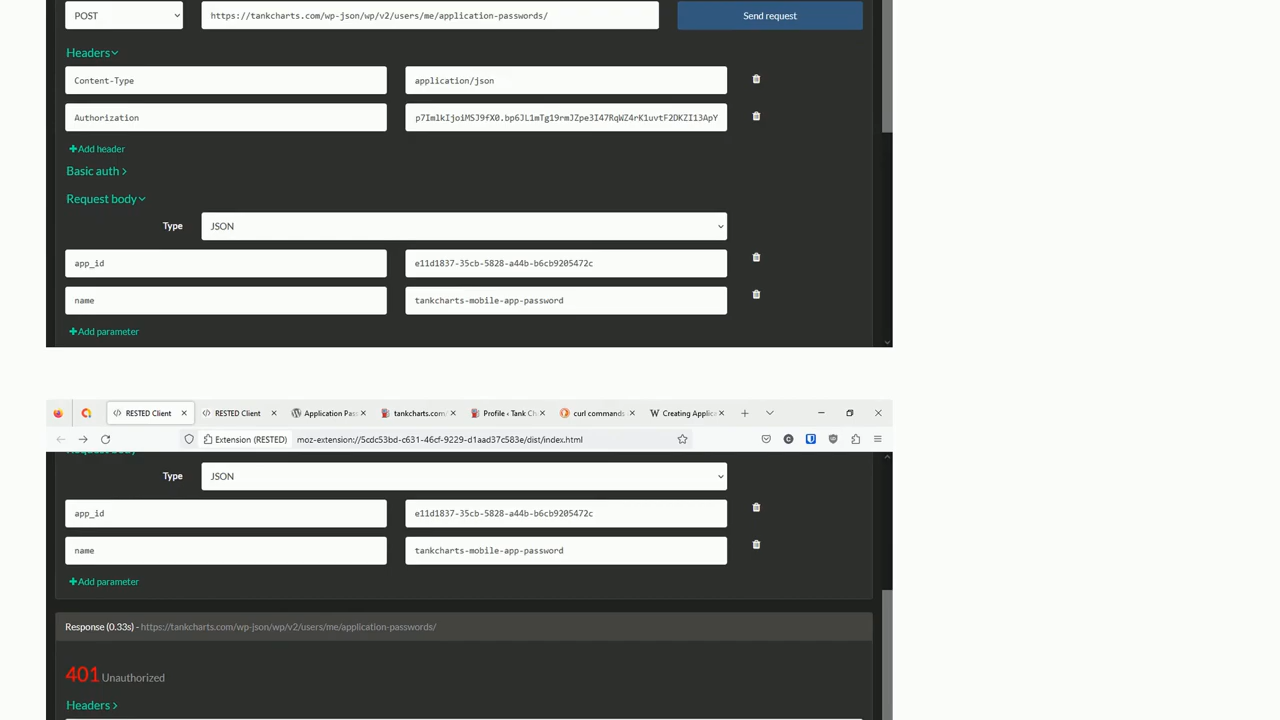 POST https://tankcharts.com/wp-json/wp/v2/users/me/application-passwords/ Send request
Headers
Content-Type application/json
Authorization p7ImlkIjoiMSJ9fX0.bp6JL1mTg19rmJZpe3I47RqWZ4rK1uvtF2DKZI13ApY
Add header
Basic auth
Request body
Type JSON
app_id e11d1837-35cb-5828-a44b-b6cb9205472c
name tankcharts-mobile-app-password
Add parameter
RESTED Client RESTED Client Application Pas tankcharts.com Profile ‹ Tank Ch curl commands Creating Applic
Extension (RESTED) moz-extension://5cdc53bd-c631-46cf-9229-d1aad37c583e/dist/index.html
Request body
Type JSON
app_id e11d1837-35cb-5828-a44b-b6cb9205472c
name tankcharts-mobile-app-password
Add parameter
Response (0.33s) - https://tankcharts.com/wp-json/wp/v2/users/me/application-passwords/
401 Unauthorized
Headers